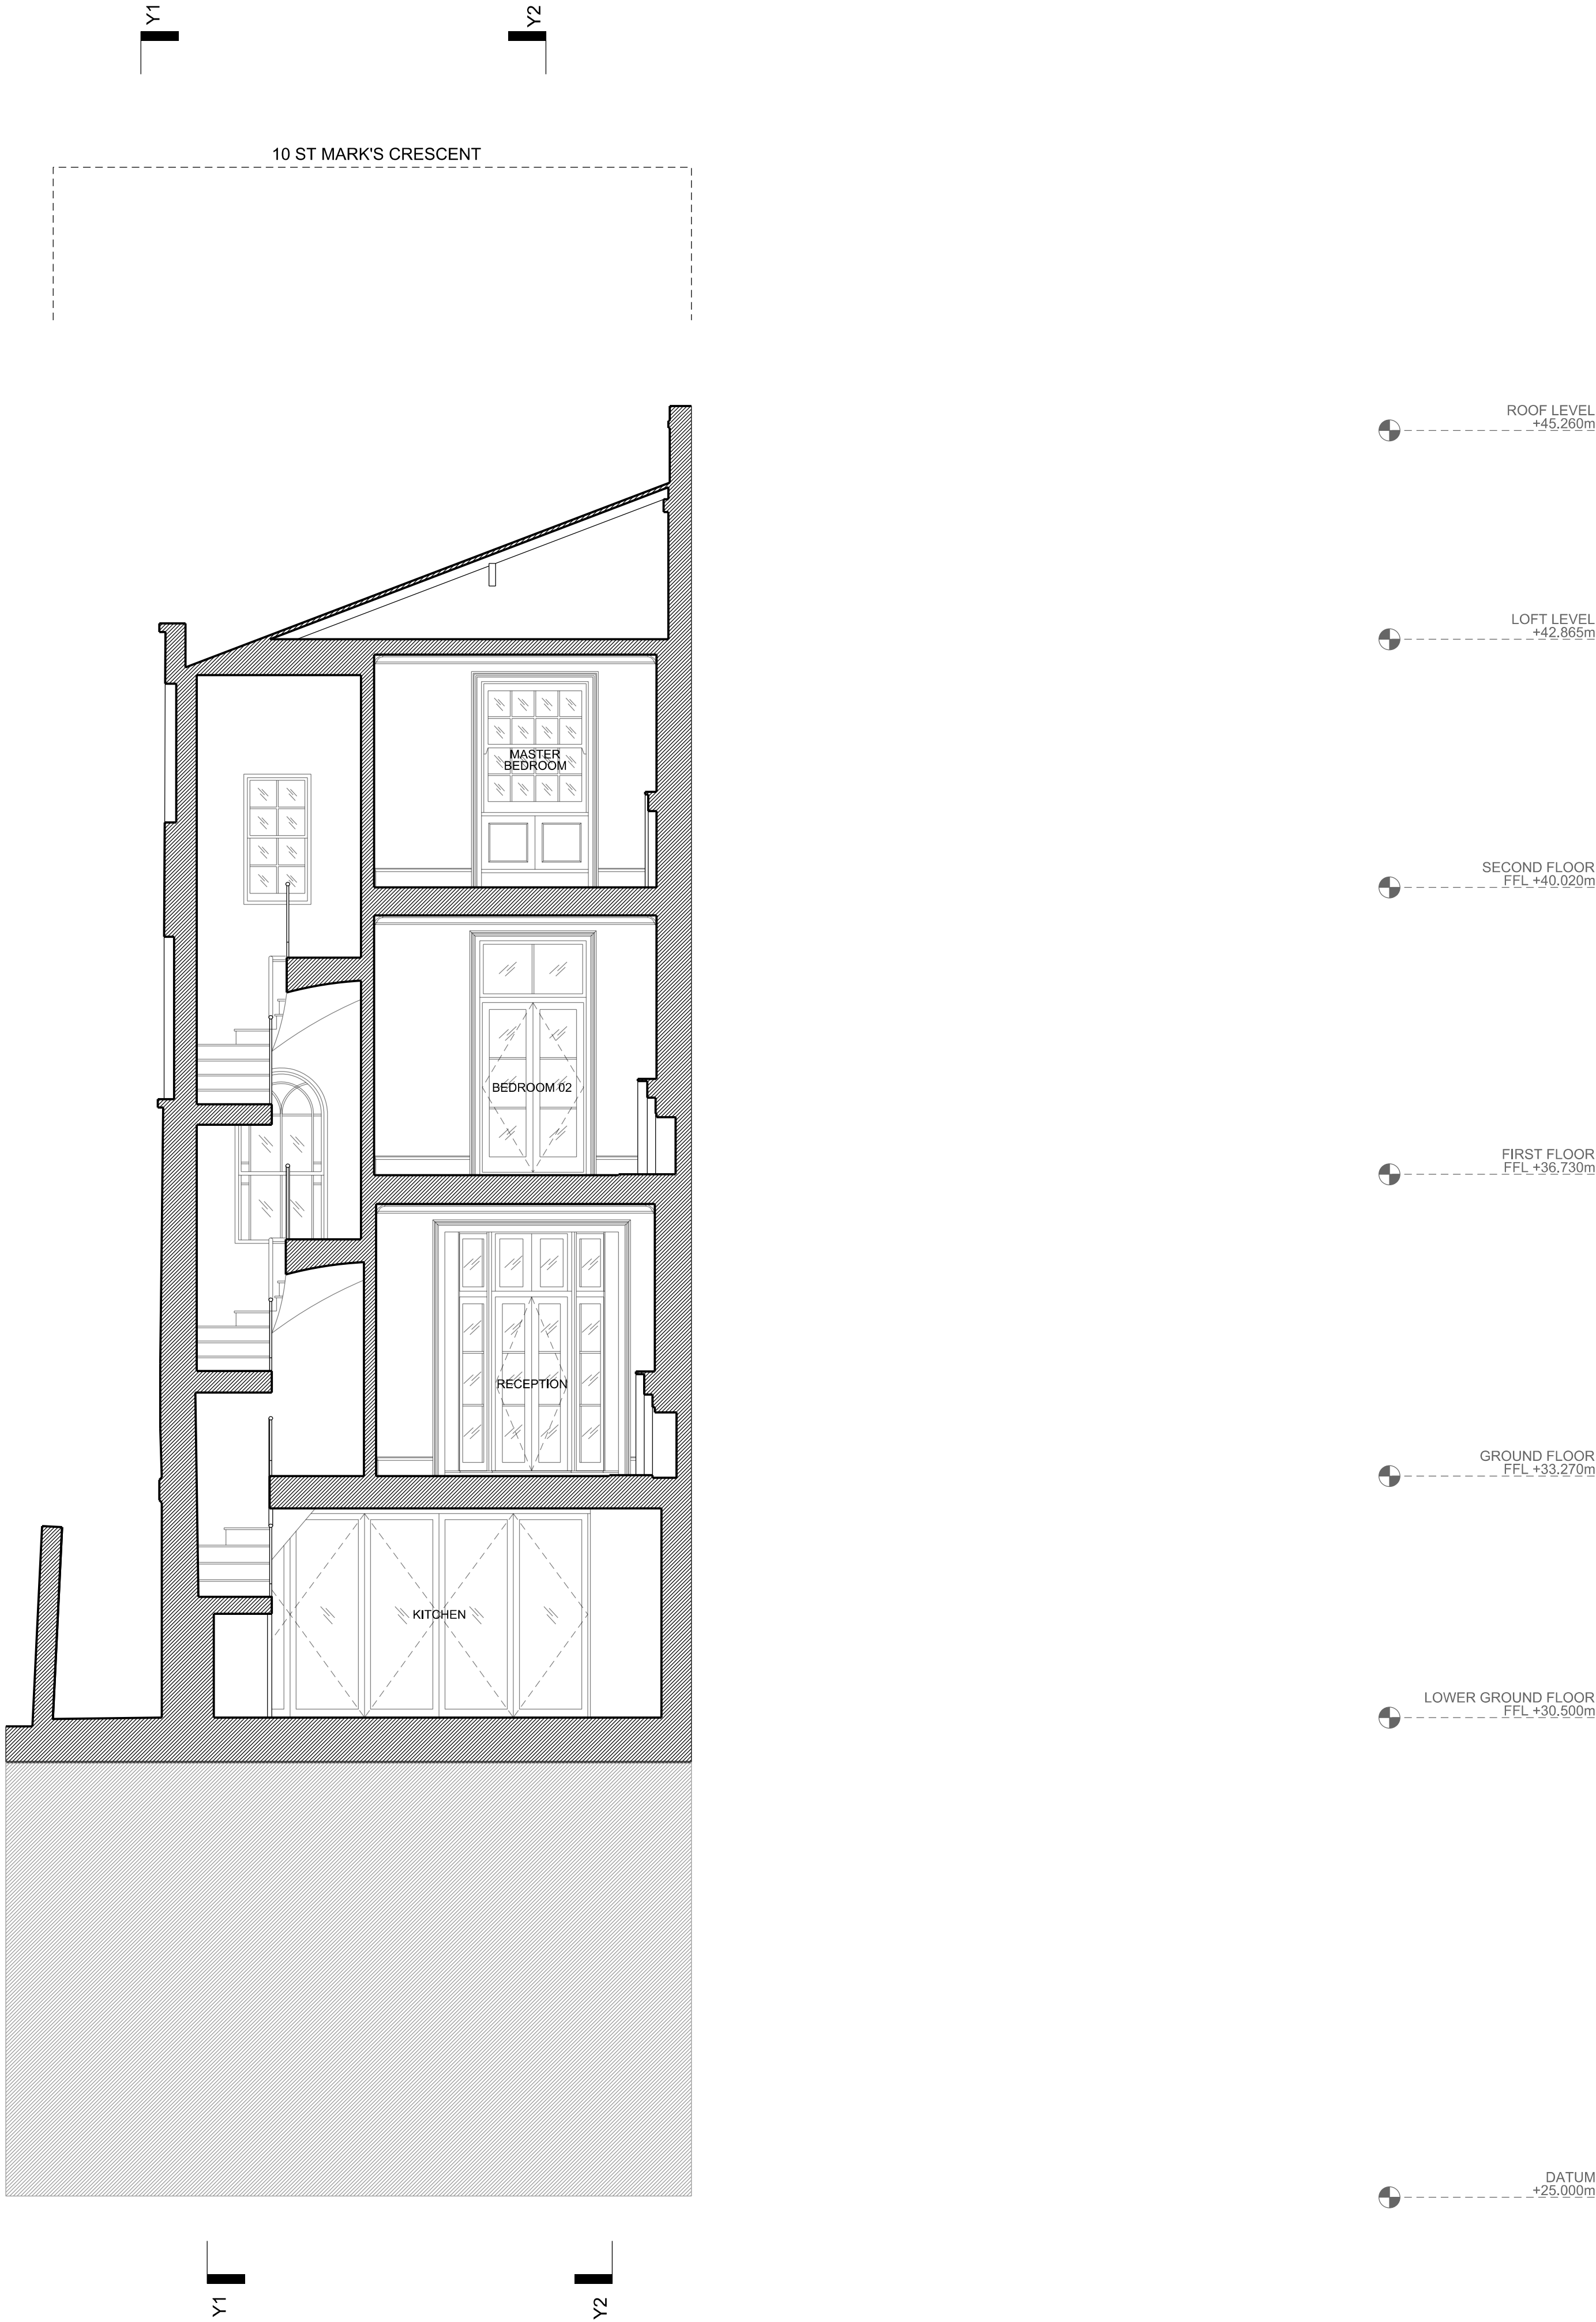 Y1
Y2
10 ST MARK'S CRESCENT
ROOF LEVEL
+45.260m
LOFT LEVEL
+42.865m
MASTER
BEDROOM
SECOND FLOOR
FFL +40.020m
BEDROOM 02
FIRST FLOOR
FFL +36.730m
RECEPTION
GROUND FLOOR
FFL +33.270m
KITCHEN
LOWER GROUND FLOOR
FFL +30.500m
DATUM
+25.000m
Y1
Y2